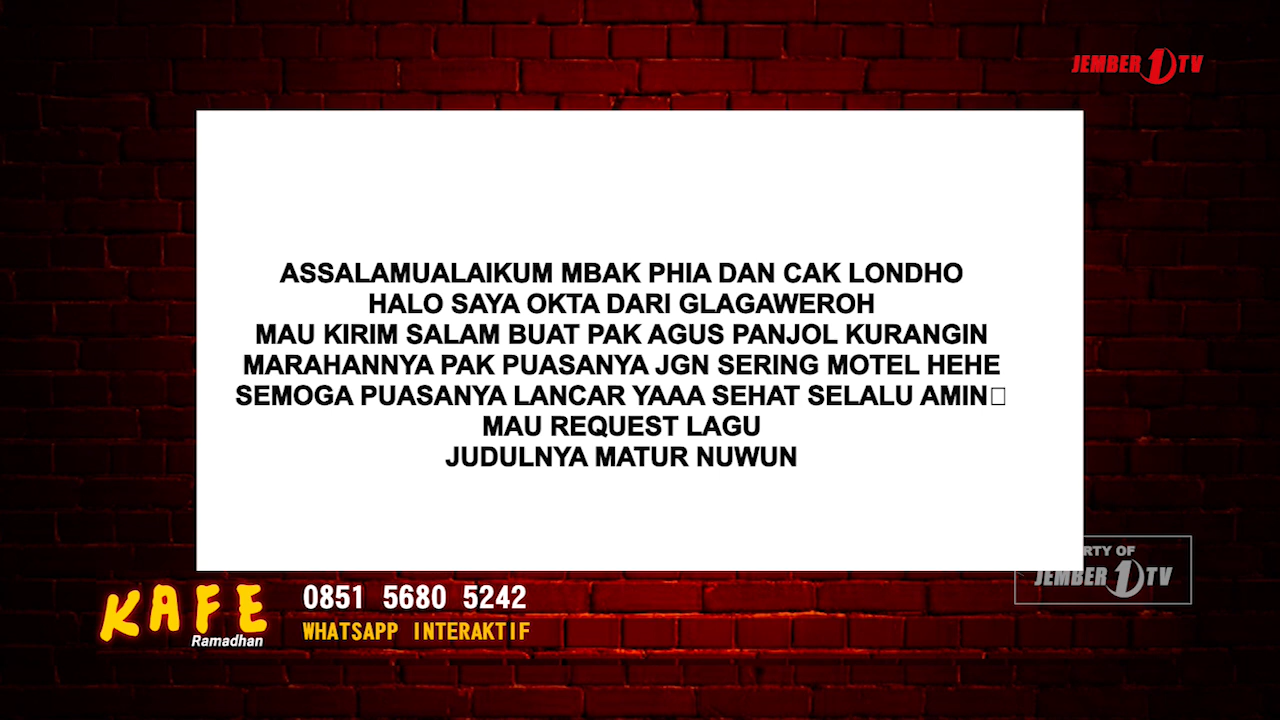 JEMBER 1 TV
ASSALAMUALAIKUM MBAK PHIA DAN CAK LONDHO
HALO SAYA OKTA DARI GLAGAWEROH
MAU KIRIM SALAM BUAT PAK AGUS PANJOL KURANGIN
MARAHANNYA PAK PUASANYA JGN SERING MOTEL HEHE
SEMOGA PUASANYA LANCAR YAAA SEHAT SELALU AMIN□
MAU REQUEST LAGU
JUDULNYA MATUR NUWUN
RTY OF
JEMBER 1 TV
KAFE
Ramadhan
0851 5680 5242
WHATSAPP INTERAKTIF